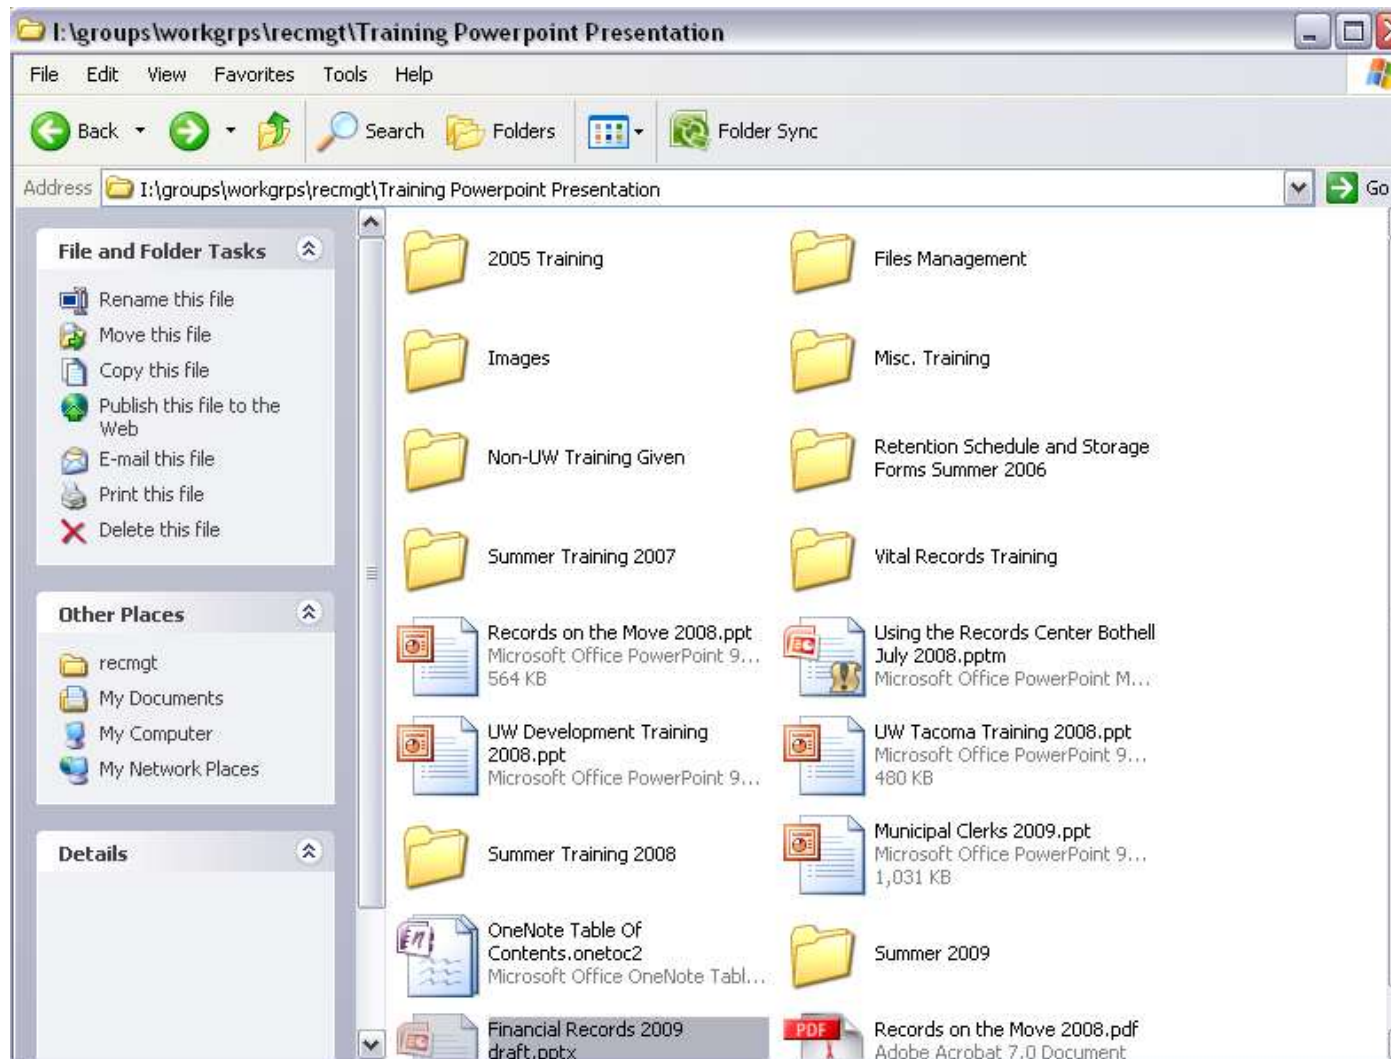 I:\groups\workgrps\recmgt\Training Powerpoint Presentation
File Edit View Favorites Tools Help
Back Search Folders Folder Sync
Address I:\groups\workgrps\recmgt\Training Powerpoint Presentation Go
File and Folder Tasks
Rename this file
Move this file
Copy this file
Publish this file to the
Web
E-mail this file
Print this file
Delete this file
Other Places
recmgt
My Documents
My Computer
My Network Places
Details
2005 Training
Files Management
Images
Misc. Training
Non-UW Training Given
Retention Schedule and Storage
Forms Summer 2006
Summer Training 2007
Vital Records Training
Records on the Move 2008.ppt
Microsoft Office PowerPoint 9...
564 KB
Using the Records Center Bothell
July 2008.pptm
Microsoft Office PowerPoint M...
UW Development Training
2008.ppt
Microsoft Office PowerPoint 9...
UW Tacoma Training 2008.ppt
Microsoft Office PowerPoint 9...
480 KB
Summer Training 2008
Municipal Clerks 2009.ppt
Microsoft Office PowerPoint 9...
1,031 KB
OneNote Table Of
Contents.onetoc2
Microsoft Office OneNote Tabl...
Summer 2009
Financial Records 2009
draft.pptx
PDF
Records on the Move 2008.pdf
Adobe Acrobat 7.0 Document